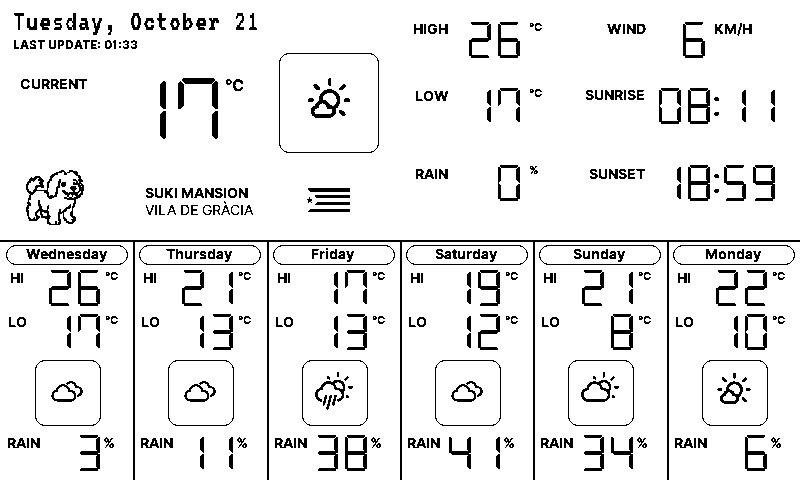 Tuesday, October 21
LAST UPDATE: 01:33
CURRENT 17 °C
SUKI MANSION
VILA DE GRÀCIA
HIGH 26 °C
LOW 17 °C
RAIN 0 %
WIND 6 KM/H
SUNRISE 08:11
SUNSET 18:59
Wednesday
HI 26 °C
LO 17 °C
RAIN 3 %
Thursday
HI 21 °C
LO 13 °C
RAIN 11 %
Friday
HI 17 °C
LO 13 °C
RAIN 38 %
Saturday
HI 19 °C
LO 12 °C
RAIN 41 %
Sunday
HI 21 °C
LO 8 °C
RAIN 34 %
Monday
HI 22 °C
LO 10 °C
RAIN 6 %